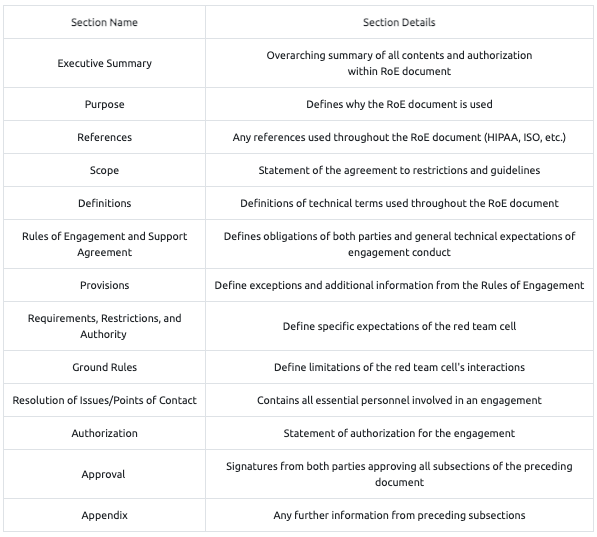 Section Name
Section Details
Executive Summary
Overarching summary of all contents and authorization
within RoE document
Purpose
Defines why the RoE document is used
References
Any references used throughout the RoE document (HIPAA, ISO, etc.)
Scope
Statement of the agreement to restrictions and guidelines
Definitions
Definitions of technical terms used throughout the RoE document
Rules of Engagement and Support
Agreement
Defines obligations of both parties and general technical expectations of
engagement conduct
Provisions
Define exceptions and additional information from the Rules of Engagement
Requirements, Restrictions, and
Authority
Define specific expectations of the red team cell
Ground Rules
Define limitations of the red team cell's interactions
Resolution of Issues/Points of Contact
Contains all essential personnel involved in an engagement
Authorization
Statement of authorization for the engagement
Approval
Signatures from both parties approving all subsections of the preceding
document
Appendix
Any further information from preceding subsections